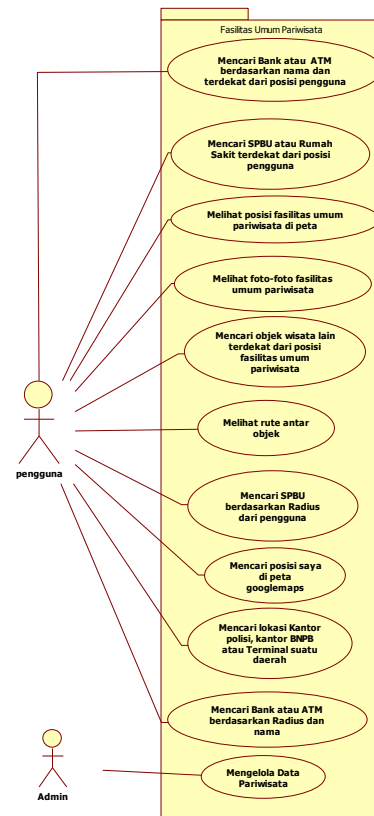 Fasilitas Umum Pariwisata
Mencari Bank atau ATM
berdasarkan nama dan
terdekat dari posisi pengguna
Mencari SPBU atau Rumah
Sakit terdekat dari posisi
pengguna
Melihat posisi fasilitas umum
pariwisata di peta
Melihat foto-foto fasilitas
umum pariwisata
Mencari objek wisata lain
terdekat dari posisi
fasilitas umum
pariwisata
Melihat rute antar
objek
pengguna
Mencari SPBU
berdasarkan Radius
dari pengguna
Mencari posisi saya
di peta
googlemaps
Mencari lokasi Kantor
polisi, kantor BNPB
atau Terminal suatu
daerah
Mencari Bank atau ATM
berdasarkan Radius dan
nama
Mengelola Data
Pariwisata
Admin